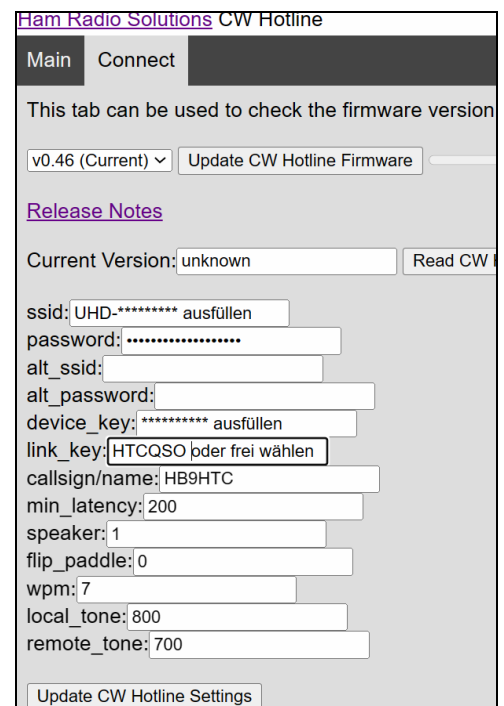 Ham Radio Solutions CW Hotline
Main Connect
This tab can be used to check the firmware version
v0.46 (Current) Update CW Hotline Firmware
Release Notes
Current Version: unknown Read CW
ssid: UHD-********* ausfüllen
password: •••••••••••••••••••
alt_ssid:
alt_password:
device_key: ********** ausfüllen
link_key: HTCQSO oder frei wählen
callsign/name: HB9HTC
min_latency: 200
speaker: 1
flip_paddle: 0
wpm: 7
local_tone: 800
remote_tone: 700
Update CW Hotline Settings